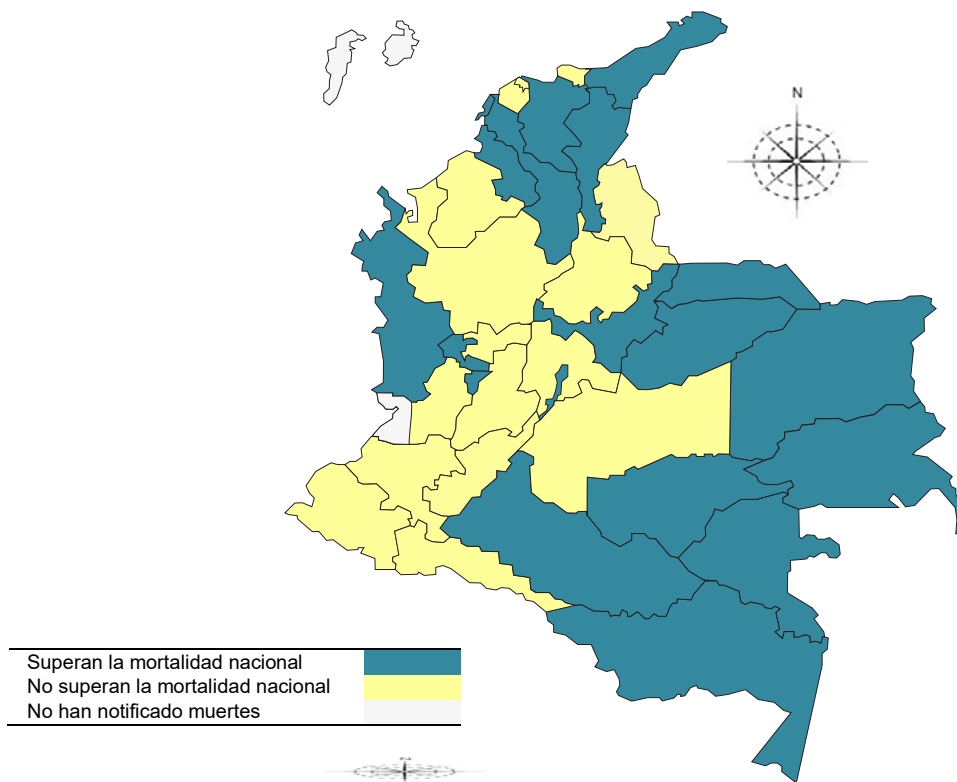 N
Superan la mortalidad nacional
No superan la mortalidad nacional
No han notificado muertes